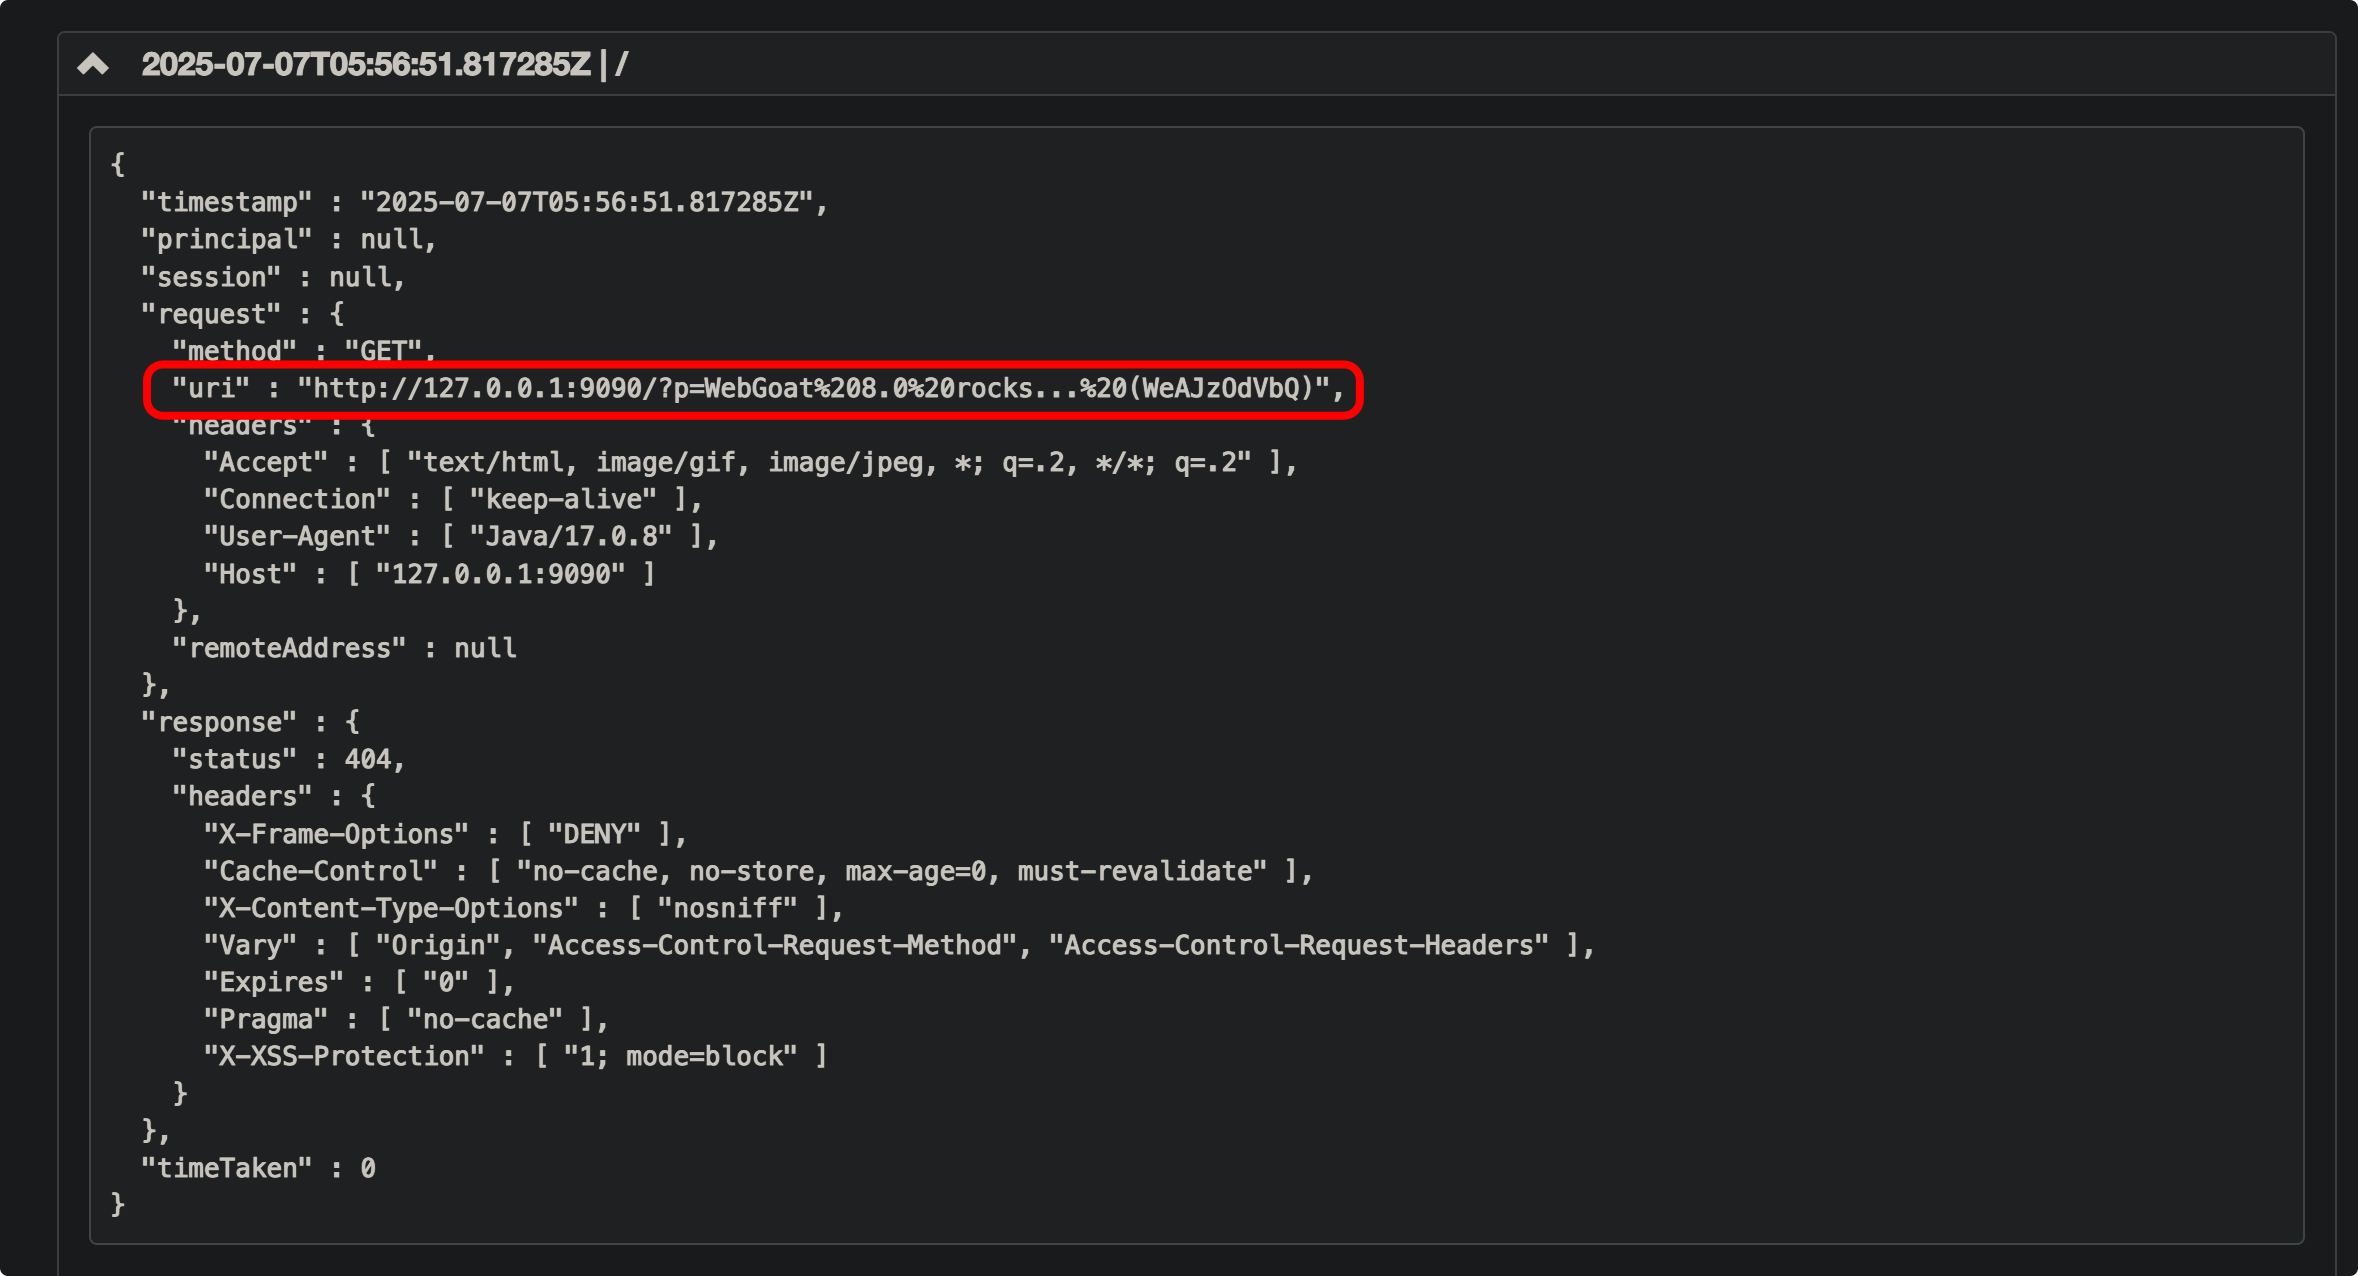 2025-07-07T05:56:51.817285Z | /
{
"timestamp" : "2025-07-07T05:56:51.817285Z",
"principal" : null,
"session" : null,
"request" : {
"method" : "GET",
"uri" : "http://127.0.0.1:9090/?p=WebGoat%208.0%20rocks...%20(WeAJzOdVbQ)",
"headers" : {
"Accept" : [ "text/html, image/gif, image/jpeg, *; q=.2, */*; q=.2" ],
"Connection" : [ "keep-alive" ],
"User-Agent" : [ "Java/17.0.8" ],
"Host" : [ "127.0.0.1:9090" ]
},
"remoteAddress" : null
},
"response" : {
"status" : 404,
"headers" : {
"X-Frame-Options" : [ "DENY" ],
"Cache-Control" : [ "no-cache, no-store, max-age=0, must-revalidate" ],
"X-Content-Type-Options" : [ "nosniff" ],
"Vary" : [ "Origin", "Access-Control-Request-Method", "Access-Control-Request-Headers" ],
"Expires" : [ "0" ],
"Pragma" : [ "no-cache" ],
"X-XSS-Protection" : [ "1; mode=block" ]
}
},
"timeTaken" : 0
}